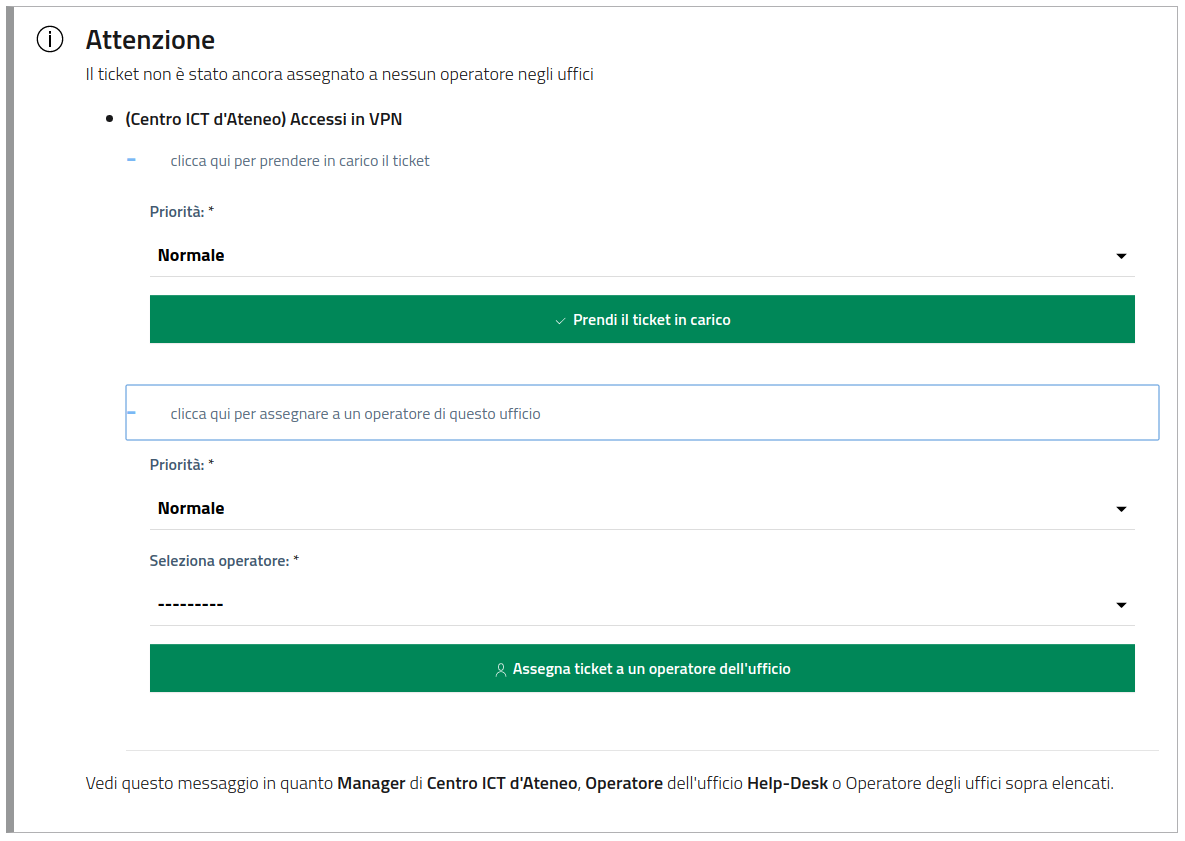 Attenzione
Il ticket non è stato ancora assegnato a nessun operatore negli uffici
(Centro ICT d'Ateneo) Accessi in VPN
clicca qui per prendere in carico il ticket
Priorità: *
Normale
Prendi il ticket in carico
clicca qui per assegnare a un operatore di questo ufficio
Priorità: *
Normale
Seleziona operatore: *
---------
Assegna ticket a un operatore dell'ufficio
Vedi questo messaggio in quanto Manager di Centro ICT d'Ateneo, Operatore dell'ufficio Help-Desk o Operatore degli uffici sopra elencati.